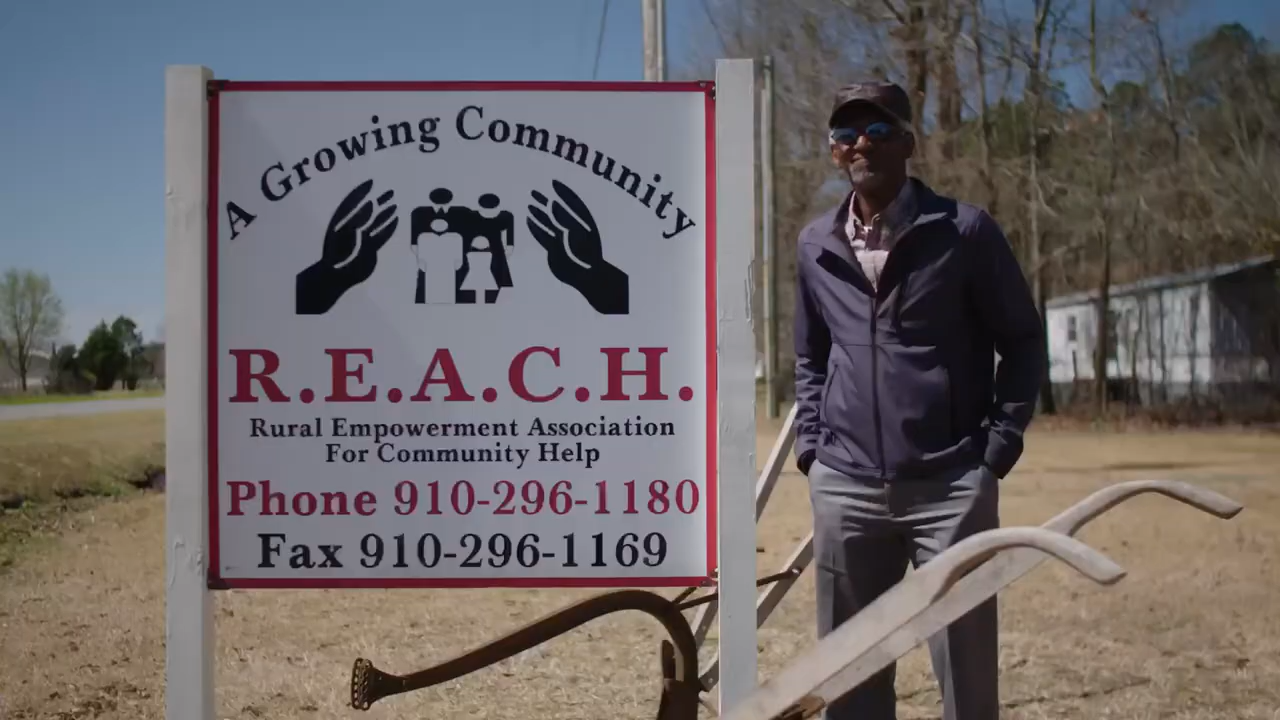 A Growing Community
R.E.A.C.H.
Rural Empowerment Association
For Community Help
Phone 910-296-1180
Fax 910-296-1169